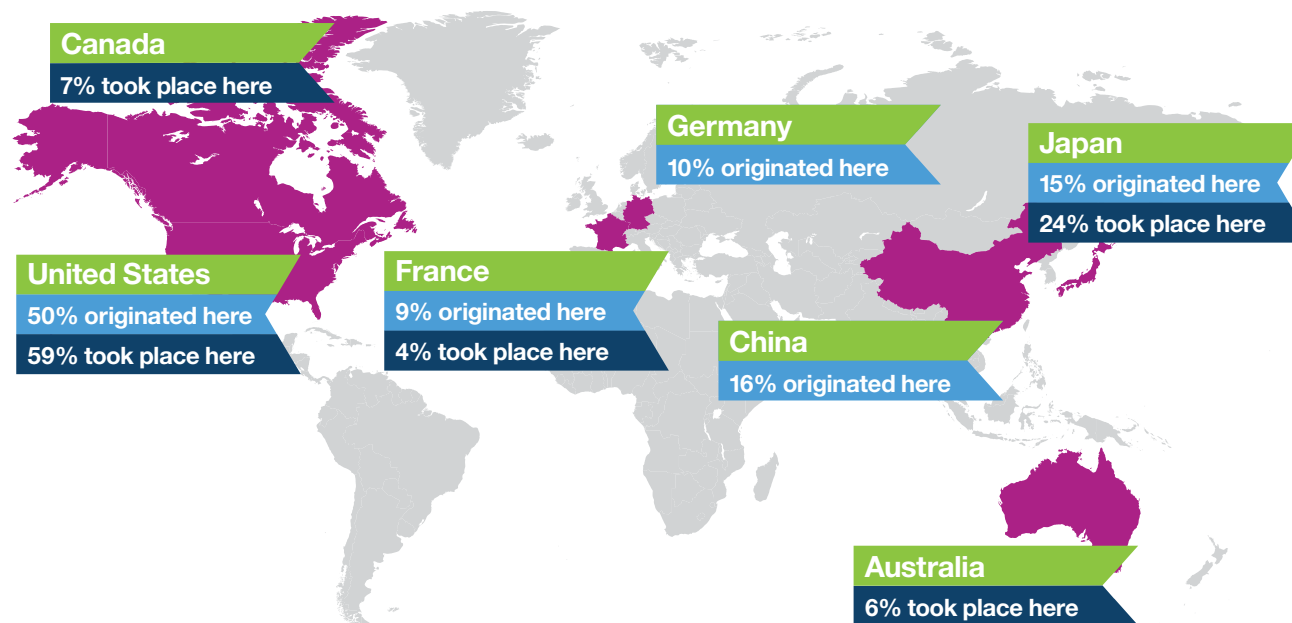 Canada
7% took place here
Germany
10% originated here
Japan
15% originated here
24% took place here
United States
50% originated here
59% took place here
France
9% originated here
4% took place here
China
16% originated here
Australia
6% took place here